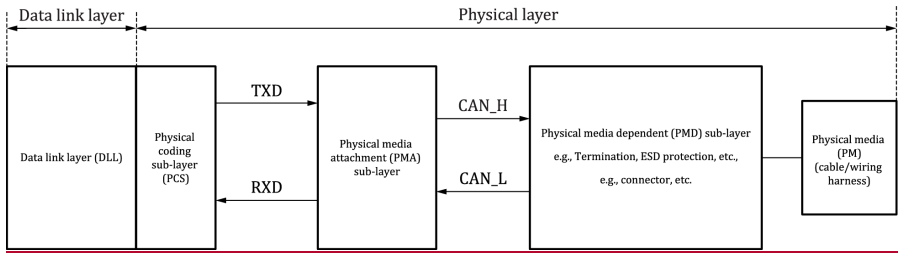 Data link layer
Physical layer
Data link layer (DLL)
Physical
coding
sub-layer
(PCS)
TXD
RXD
Physical media
attachment (PMA)
sub-layer
CAN_H
CAN_L
Physical media dependent (PMD) sub-layer
e.g., Termination, ESD protection, etc.,
e.g., connector, etc.
Physical media
(PM)
(cable/wiring
harness)